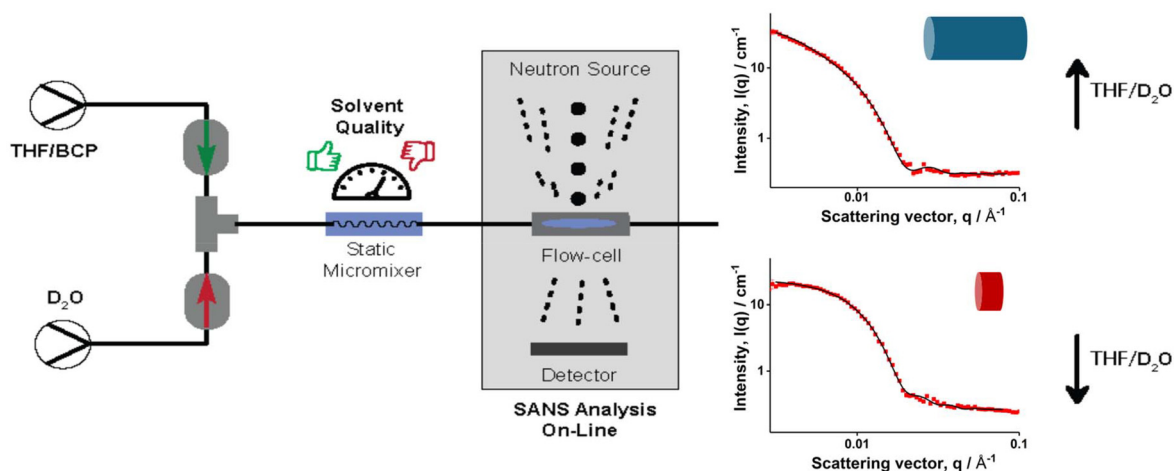 THF/BCP
D₂O
Solvent
Quality
Static
Micromixer
Neutron Source
Flow-cell
Detector
SANS Analysis
On-Line
Intensity, I(q) / cm⁻¹
10
1
0.01
0.1
Scattering vector, q / Å⁻¹
THF/D₂O
Intensity, I(q) / cm⁻¹
10
1
0.01
0.1
Scattering vector, q / Å⁻¹
THF/D₂O